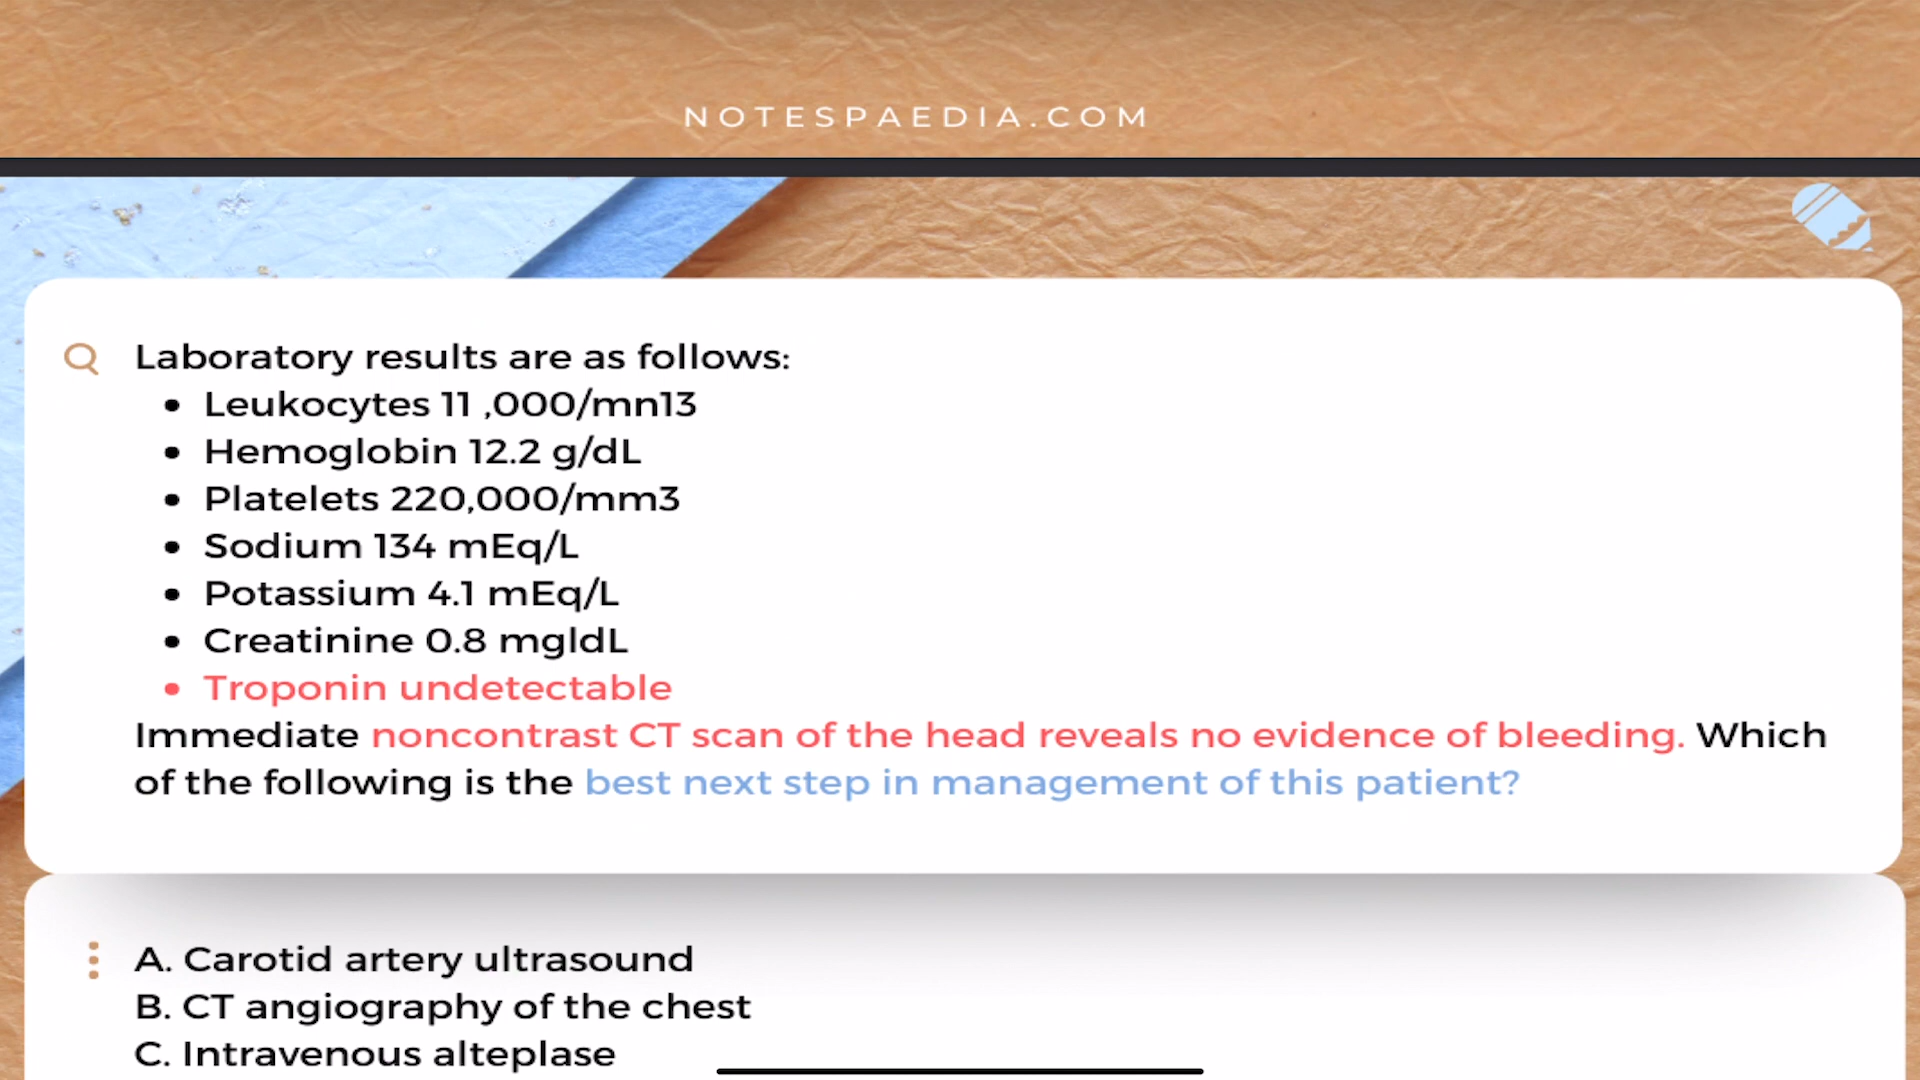 NOTESPAEDIA.COM
Laboratory results are as follows:
• Leukocytes 11 ,000/mn13
• Hemoglobin 12.2 g/dL
• Platelets 220,000/mm3
• Sodium 134 mEq/L
• Potassium 4.1 mEq/L
• Creatinine 0.8 mgldL
• Troponin undetectable
Immediate noncontrast CT scan of the head reveals no evidence of bleeding. Which
of the following is the best next step in management of this patient?
A. Carotid artery ultrasound
B. CT angiography of the chest
C. Intravenous alteplase